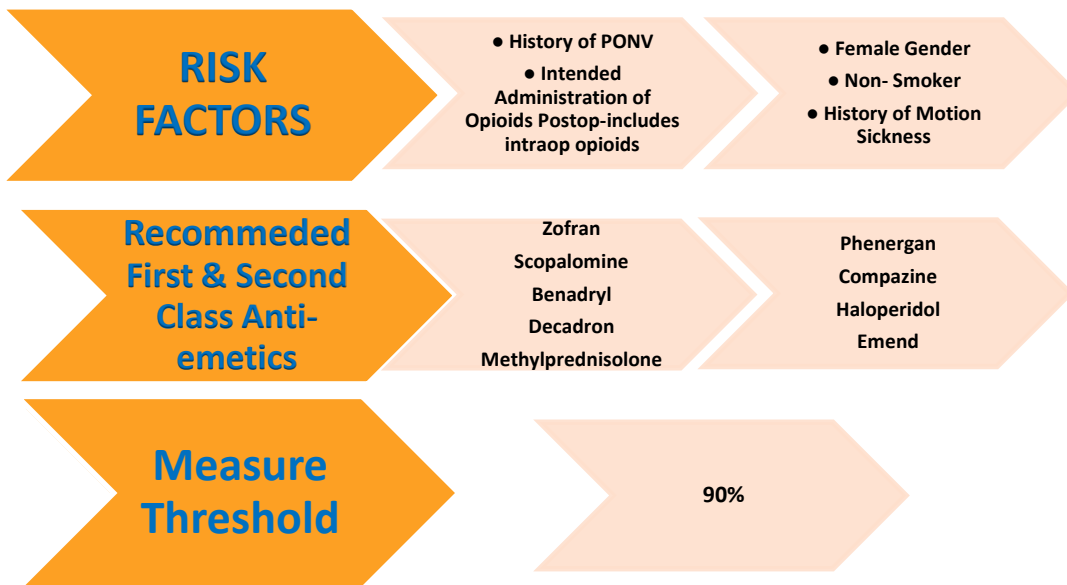 RISK
FACTORS
● History of PONV
● Intended
Administration of
Opioids Postop-includes
intraop opioids
● Female Gender
● Non- Smoker
● History of Motion
Sickness
Recommeded
First & Second
Class Anti-
emetics
Zofran
Scopalomine
Benadryl
Decadron
Methylprednisolone
Phenergan
Compazine
Haloperidol
Emend
Measure
Threshold
90%